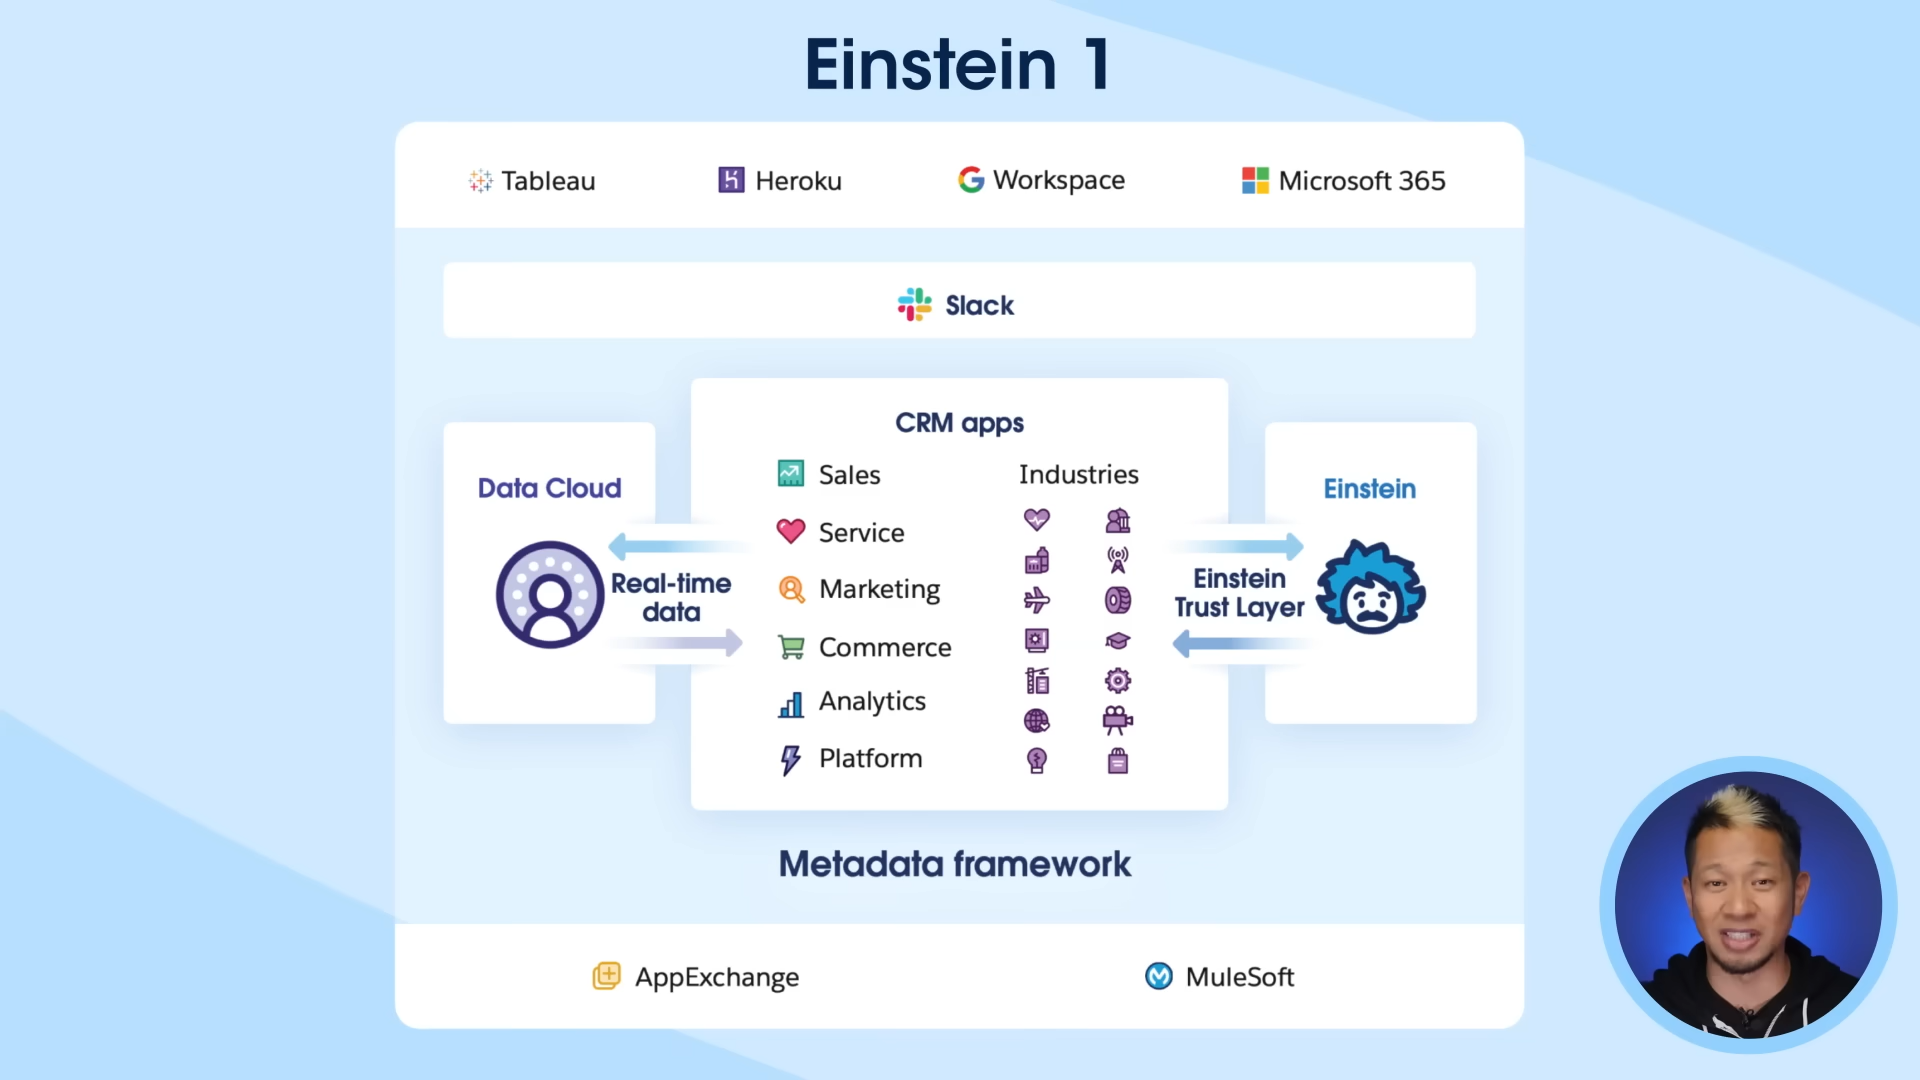 Einstein 1
Tableau
Heroku
Workspace
Microsoft 365
Slack
CRM apps
Data Cloud
Real-time
data
Sales
Service
Marketing
Commerce
Analytics
Platform
Industries
Einstein
Trust Layer
Einstein
Metadata framework
AppExchange
MuleSoft